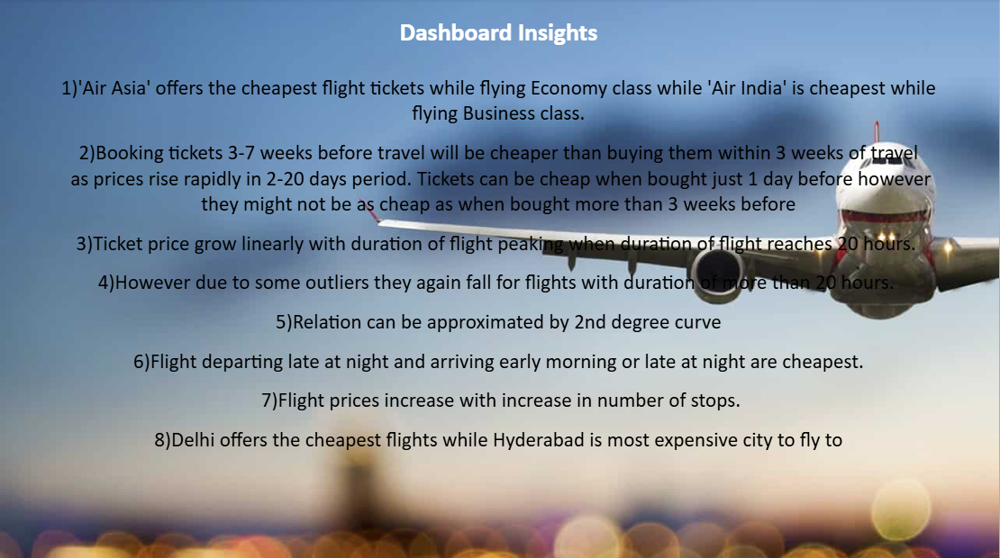 Dashboard Insights
1)'Air Asia' offers the cheapest flight tickets while flying Economy class while 'Air India' is cheapest while
flying Business class.
2)Booking tickets 3-7 weeks before travel will be cheaper than buying them within 3 weeks of travel
as prices rise rapidly in 2-20 days period. Tickets can be cheap when bought just 1 day before however
they might not be as cheap as when bought more than 3 weeks before
3)Ticket price grow linearly with duration of flight peaking when duration of flight reaches 20 hours.
4)However due to some outliers they again fall for flights with duration of more than 20 hours.
5)Relation can be approximated by 2nd degree curve
6)Flight departing late at night and arriving early morning or late at night are cheapest.
7)Flight prices increase with increase in number of stops.
8)Delhi offers the cheapest flights while Hyderabad is most expensive city to fly to